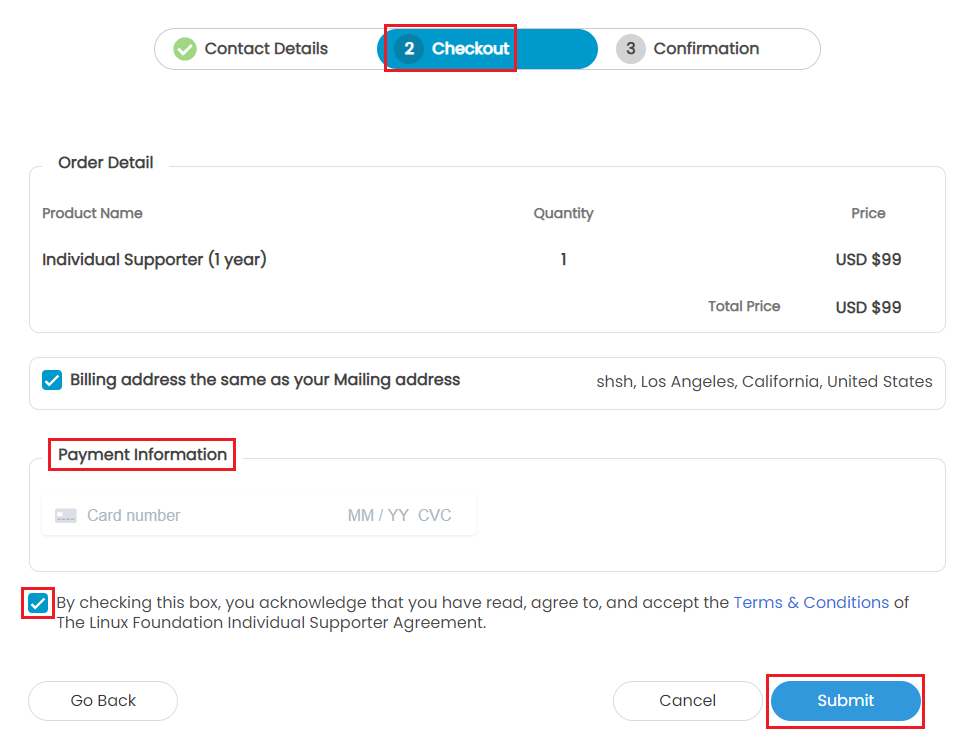 Contact Details
2 Checkout
3 Confirmation
Order Detail
Product Name Quantity Price
Individual Supporter (1 year) 1 USD $99
Total Price USD $99
Billing address the same as your Mailing address shsh, Los Angeles, California, United States
Payment Information
Card number MM / YY CVC
By checking this box, you acknowledge that you have read, agree to, and accept the Terms & Conditions of
The Linux Foundation Individual Supporter Agreement.
Go Back Cancel Submit